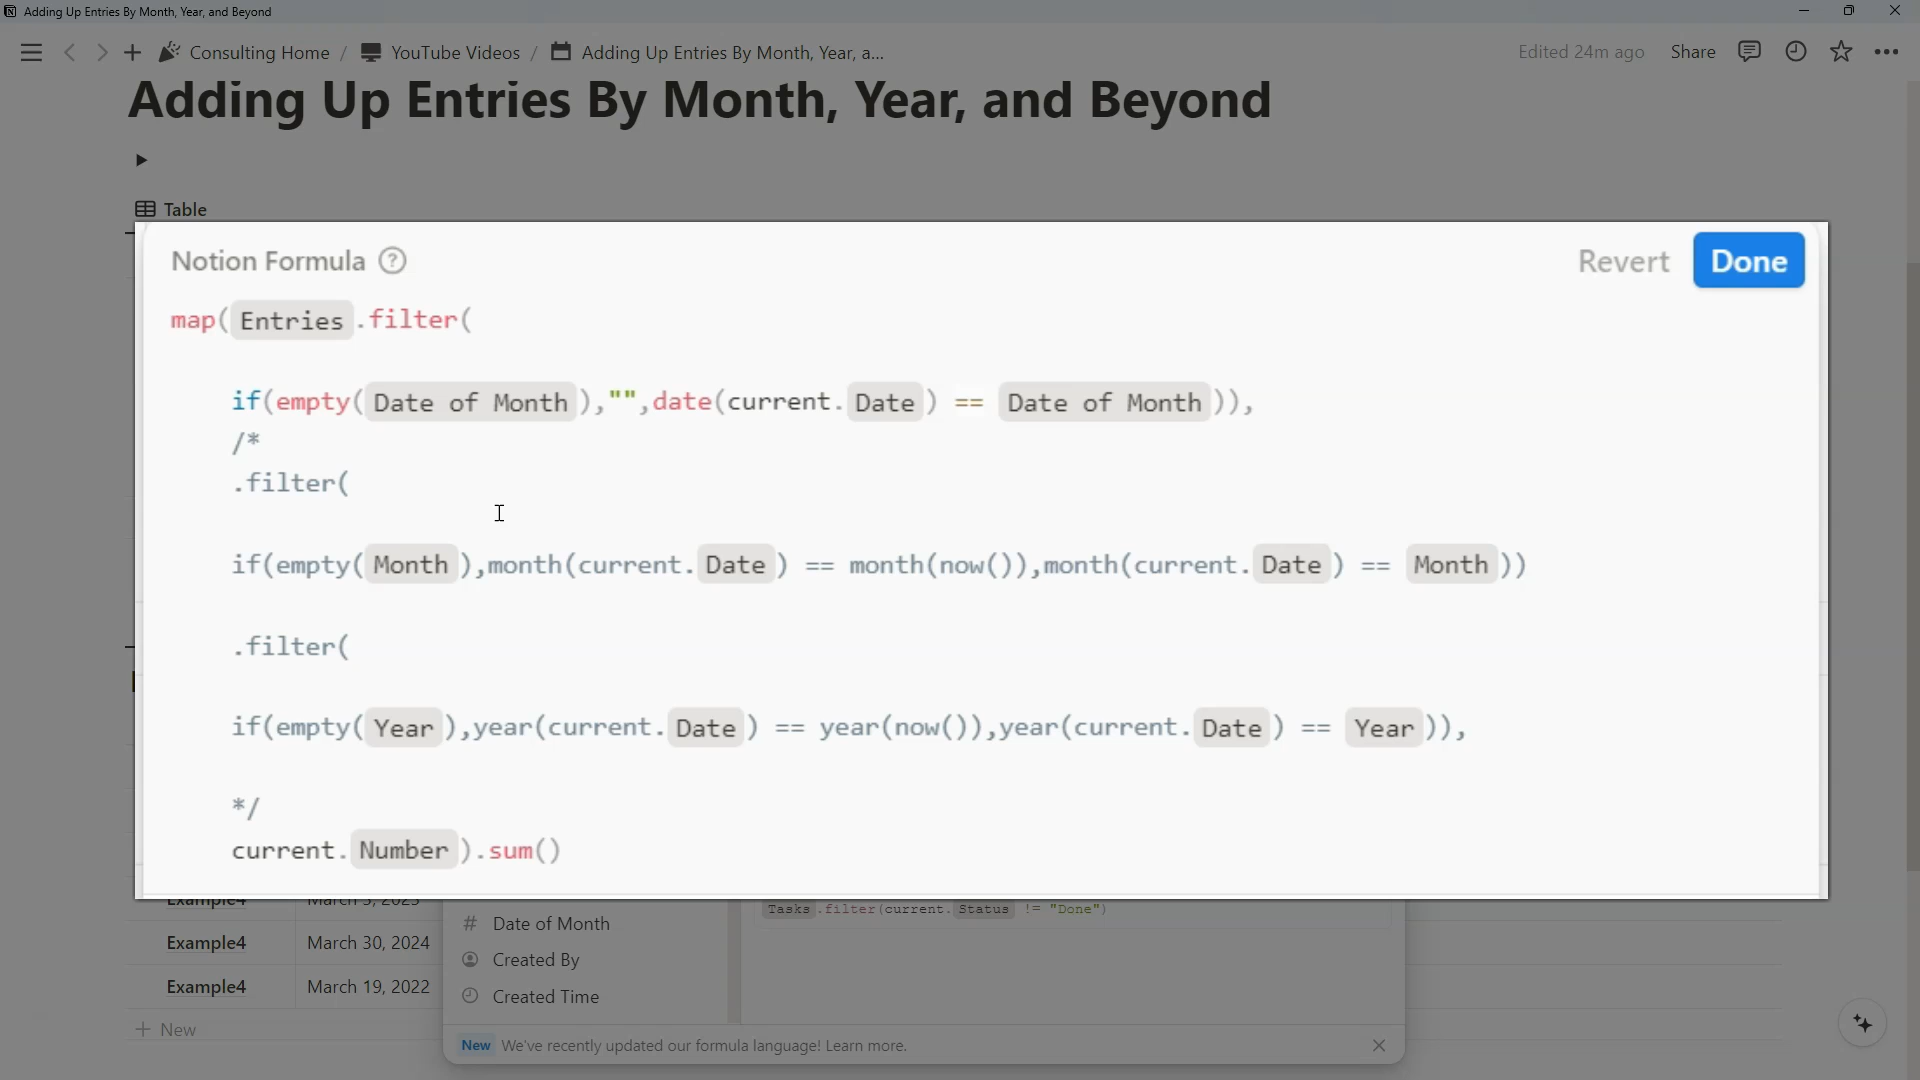 Adding Up Entries By Month, Year, and Beyond
Consulting Home / YouTube Videos / Adding Up Entries By Month, Year, a...
Edited 24m ago Share
Adding Up Entries By Month, Year, and Beyond
Table
Notion Formula ? Revert Done
map( Entries .filter(
if(empty( Date of Month ),"",date(current. Date ) == Date of Month )),
/*
.filter(
if(empty( Month ),month(current. Date ) == month(now()),month(current. Date ) == Month ))
.filter(
if(empty( Year ),year(current. Date ) == year(now()),year(current. Date ) == Year )),
*/
current. Number ).sum()
Example4 March 5, 2023
Tasks .filter(current. Status != "Done")
# Date of Month
Example4 March 30, 2024
Created By
Example4 March 19, 2022
Created Time
+ New
New We've recently updated our formula language! Learn more.